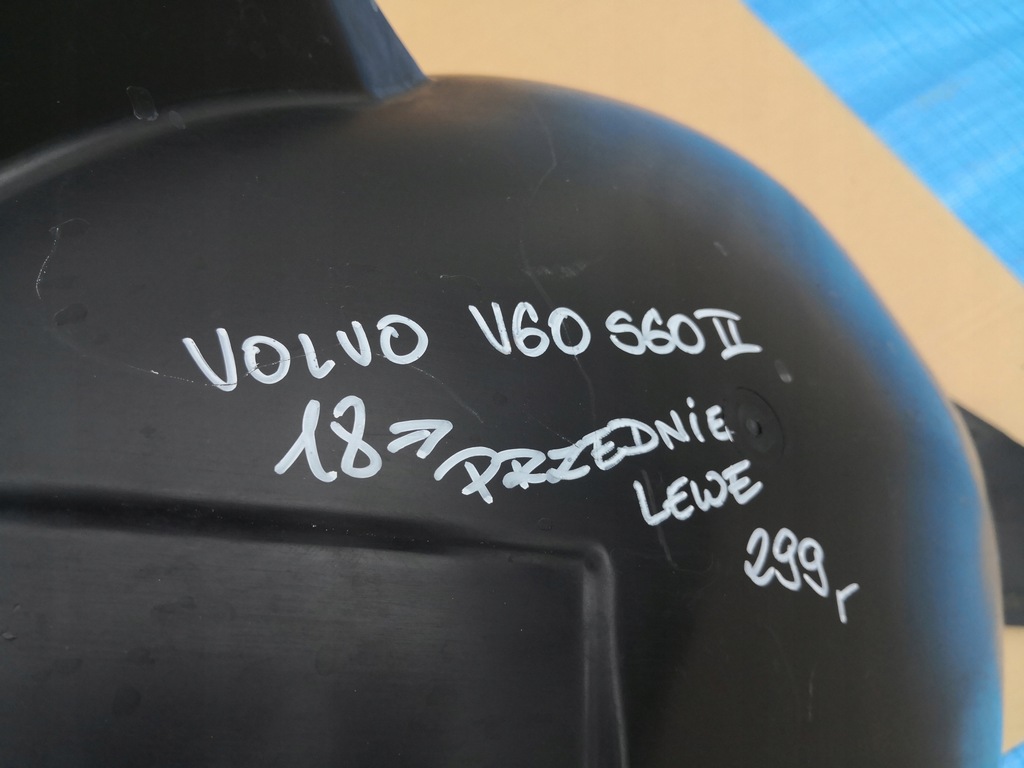 VOLVO V60 S60 II
18→ PRZEDNIE
LEWE
299,-